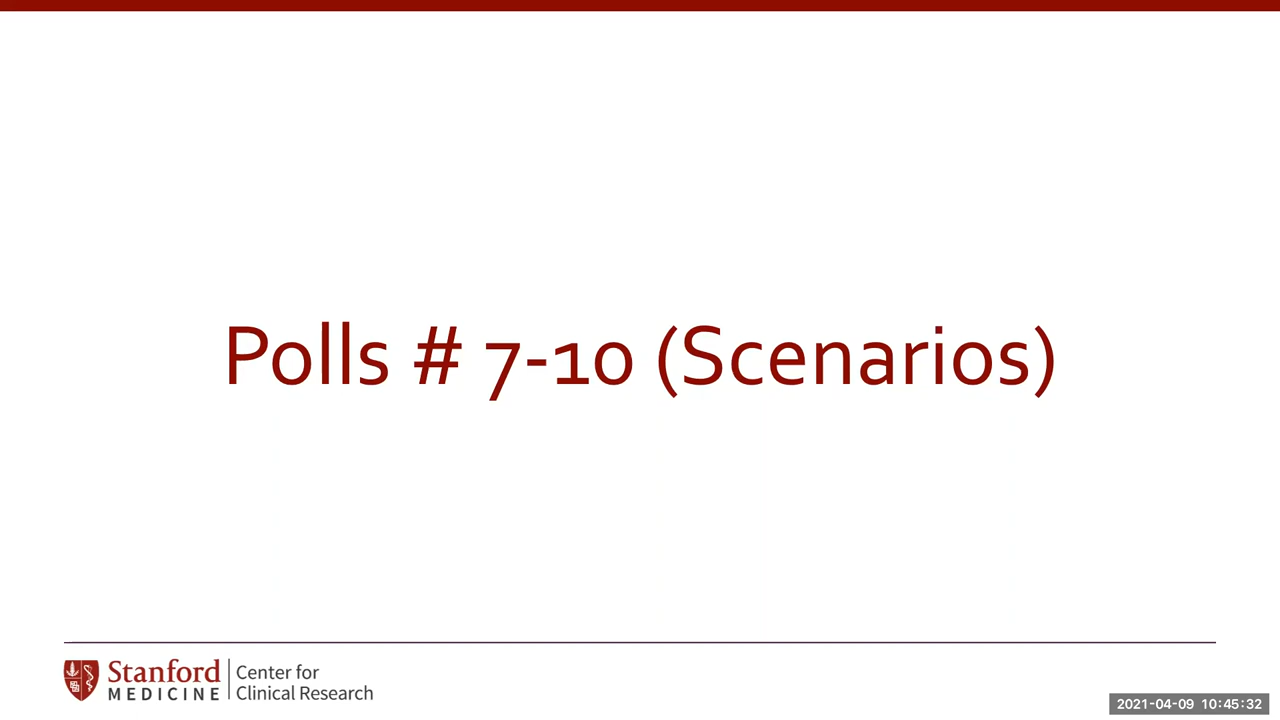 Polls # 7-10 (Scenarios)
Stanford
MEDICINE
Center for
Clinical Research
2021-04-09 10:45:32